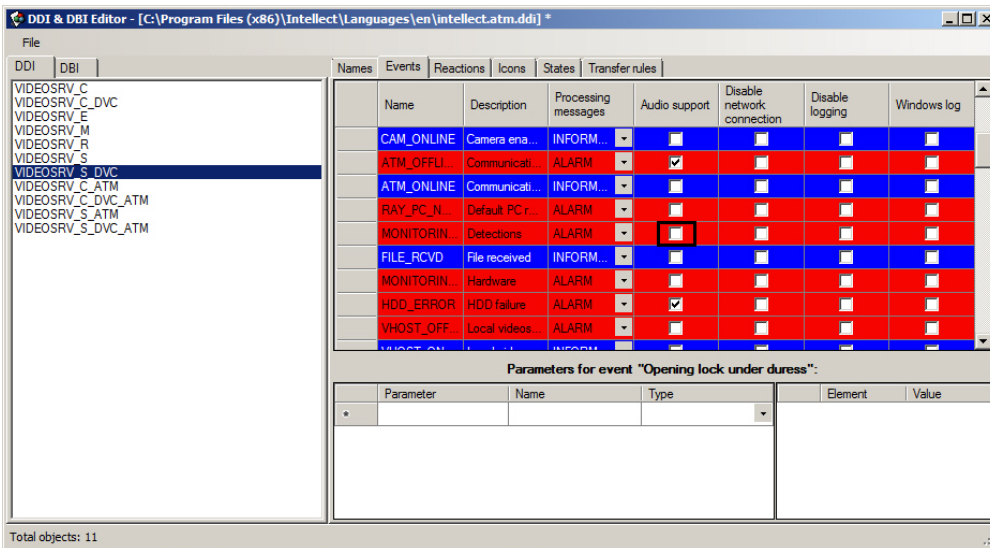 DDI & DBI Editor - [C:\Program Files (x86)\Intellect\Languages\en\intellect.atm.ddi] *
File
DDI DBI
VIDEOSRV_C
VIDEOSRV_C_DVC
VIDEOSRV_E
VIDEOSRV_M
VIDEOSRV_R
VIDEOSRV_S
VIDEOSRV_S_DVC
VIDEOSRV_C_ATM
VIDEOSRV_C_DVC_ATM
VIDEOSRV_S_ATM
VIDEOSRV_S_DVC_ATM
Names Events Reactions Icons States Transfer rules
Name Description Processing messages Audio support Disable network connection Disable logging Windows log
CAM_ONLINE Camera ena... INFORM...
ATM_OFFLI... Communicati... ALARM
ATM_ONLINE Communicati... INFORM...
RAY_PC_N... Default PC r... ALARM
MONITORIN... Detections ALARM
FILE_RCVD File received INFORM...
MONITORIN... Hardware ALARM
HDD_ERROR HDD failure ALARM
VHOST_OFF... Local videos... ALARM
Parameters for event "Opening lock under duress":
Parameter Name Type Element Value
*
Total objects: 11